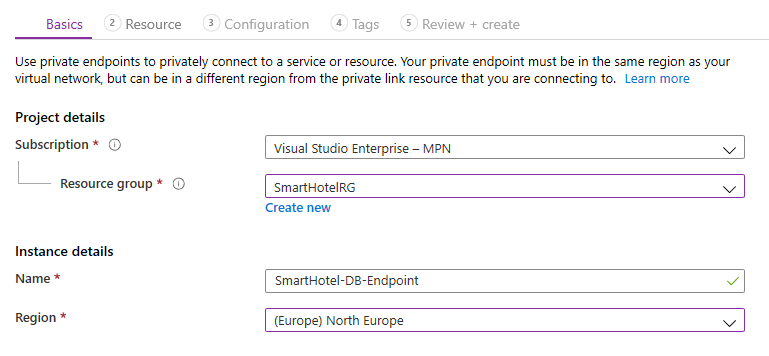 Basics 2 Resource 3 Configuration 4 Tags 5 Review + create
Use private endpoints to privately connect to a service or resource. Your private endpoint must be in the same region as your
virtual network, but can be in a different region from the private link resource that you are connecting to. Learn more
Project details
Subscription * Visual Studio Enterprise – MPN
Resource group * SmartHotelRG
Create new
Instance details
Name * SmartHotel-DB-Endpoint
Region * (Europe) North Europe